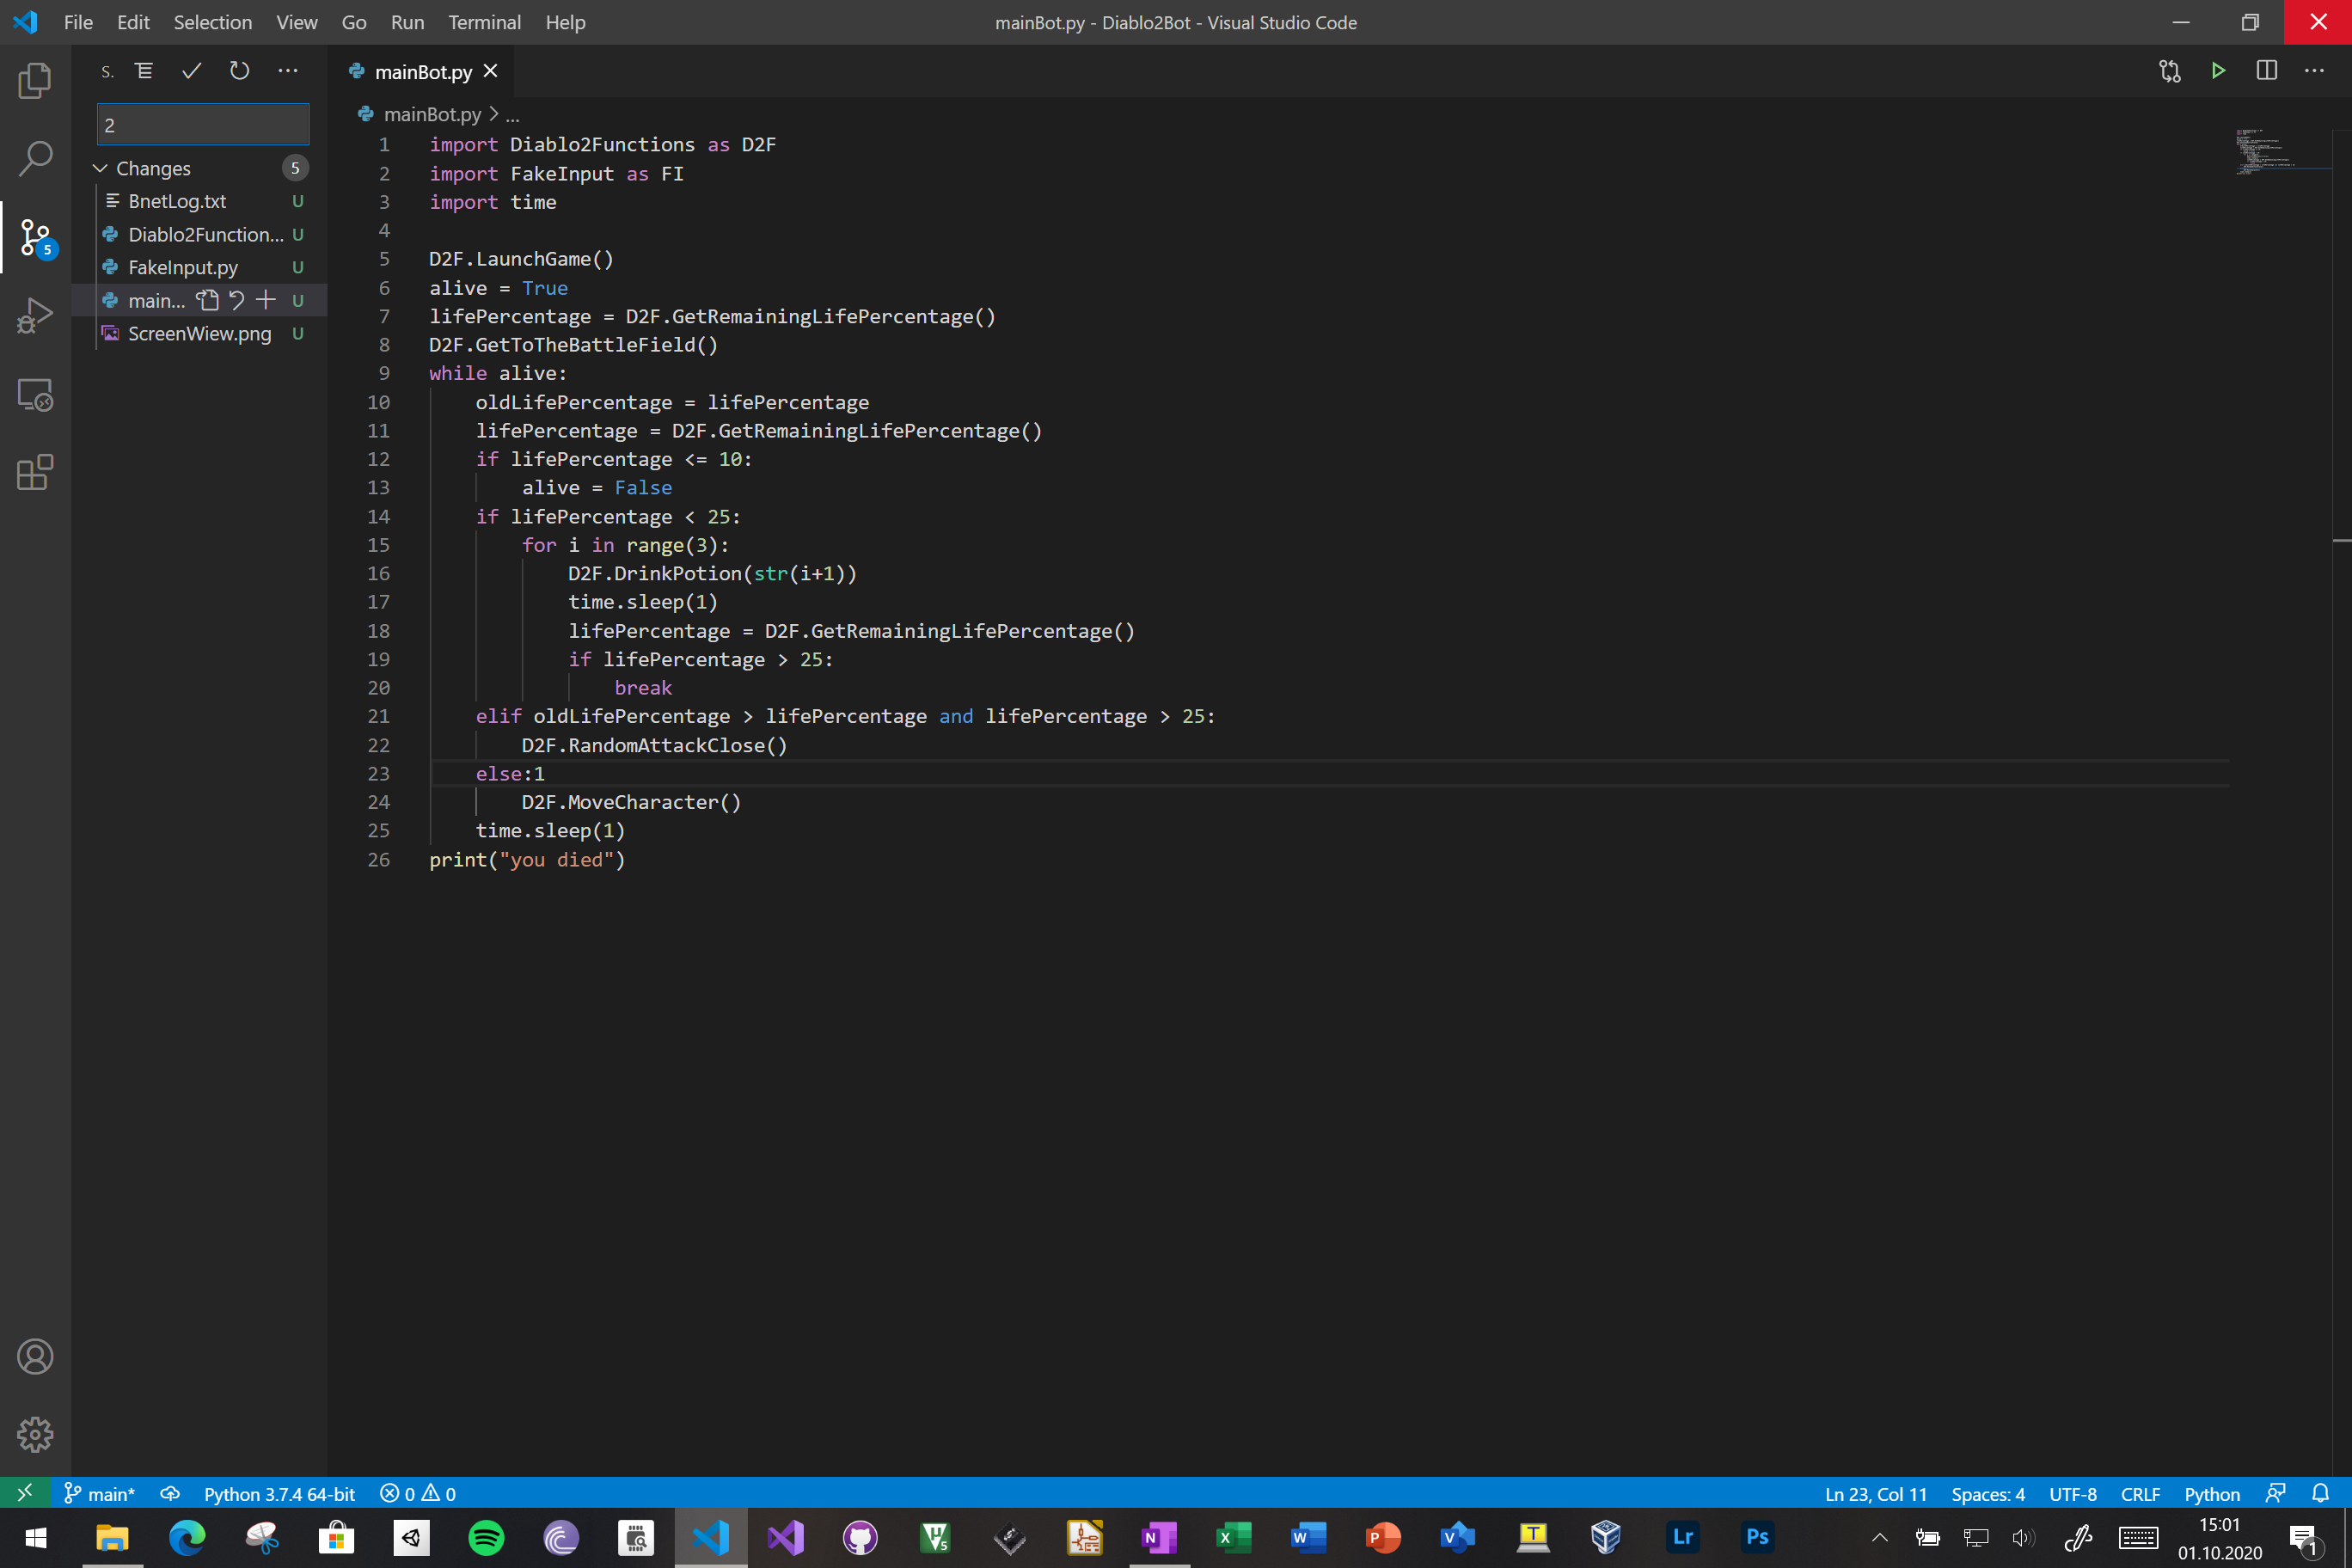 File Edit Selection View Go Run Terminal Help
mainBot.py - Diablo2Bot - Visual Studio Code
S.
2
Changes 5
BnetLog.txt U
Diablo2Function... U
FakeInput.py U
main... U
ScreenWiew.png U
5
mainBot.py
mainBot.py > ...
1 import Diablo2Functions as D2F
2 import FakeInput as FI
3 import time
4
5 D2F.LaunchGame()
6 alive = True
7 lifePercentage = D2F.GetRemainingLifePercentage()
8 D2F.GetToTheBattleField()
9 while alive:
10 oldLifePercentage = lifePercentage
11 lifePercentage = D2F.GetRemainingLifePercentage()
12 if lifePercentage <= 10:
13 alive = False
14 if lifePercentage < 25:
15 for i in range(3):
16 D2F.DrinkPotion(str(i+1))
17 time.sleep(1)
18 lifePercentage = D2F.GetRemainingLifePercentage()
19 if lifePercentage > 25:
20 break
21 elif oldLifePercentage > lifePercentage and lifePercentage > 25:
22 D2F.RandomAttackClose()
23 else:1
24 D2F.MoveCharacter()
25 time.sleep(1)
26 print("you died")
main* Python 3.7.4 64-bit 0 0 Ln 23, Col 11 Spaces: 4 UTF-8 CRLF Python
V5 N X W P V T Lr Ps
15:01
01.10.2020
1